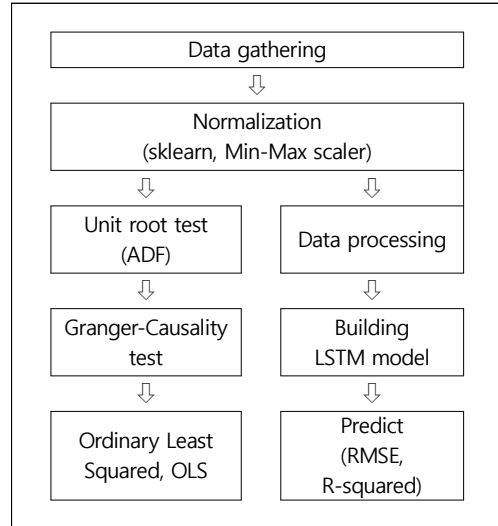 Data gathering
Normalization
(sklearn, Min-Max scaler)
Unit root test
(ADF)
Data processing
Granger-Causality
test
Building
LSTM model
Ordinary Least
Squared, OLS
Predict
(RMSE,
R-squared)